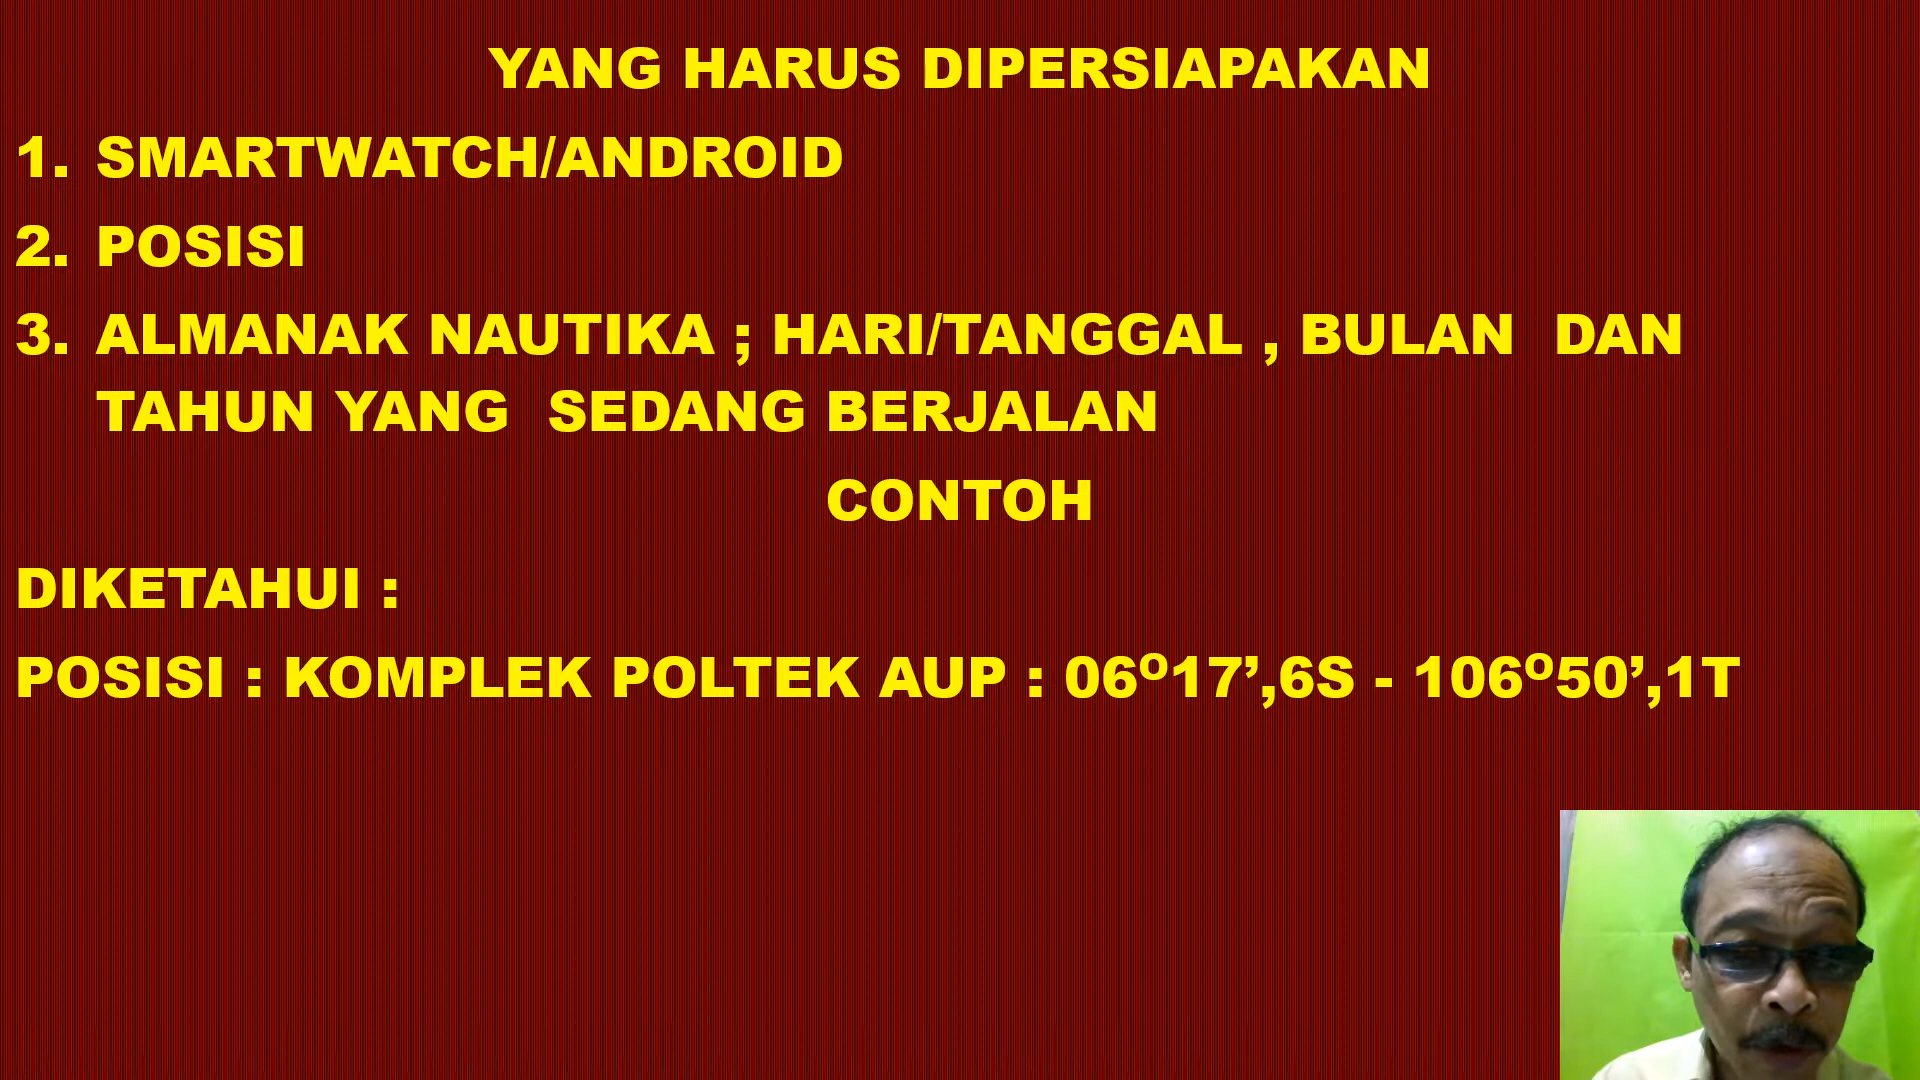 YANG HARUS DIPERSIAPAKAN
1. SMARTWATCH/ANDROID
2. POSISI
3. ALMANAK NAUTIKA ; HARI/TANGGAL , BULAN DAN
TAHUN YANG SEDANG BERJALAN
CONTOH
DIKETAHUI :
POSISI : KOMPLEK POLTEK AUP : 06ᴼ17’,6S - 106ᴼ50’,1T